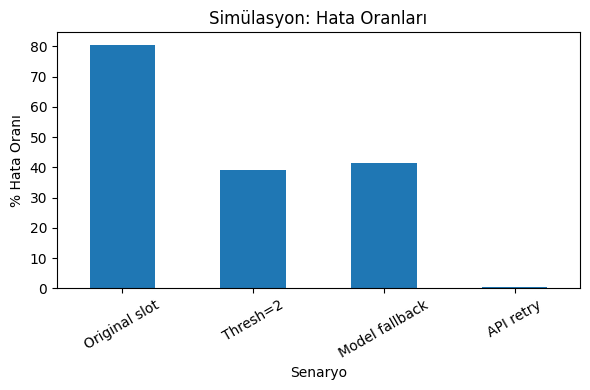 Simülasyon: Hata Oranları
% Hata Oranı
80
70
60
50
40
30
20
10
0
Original slot
Thresh=2
Model fallback
API retry
Senaryo